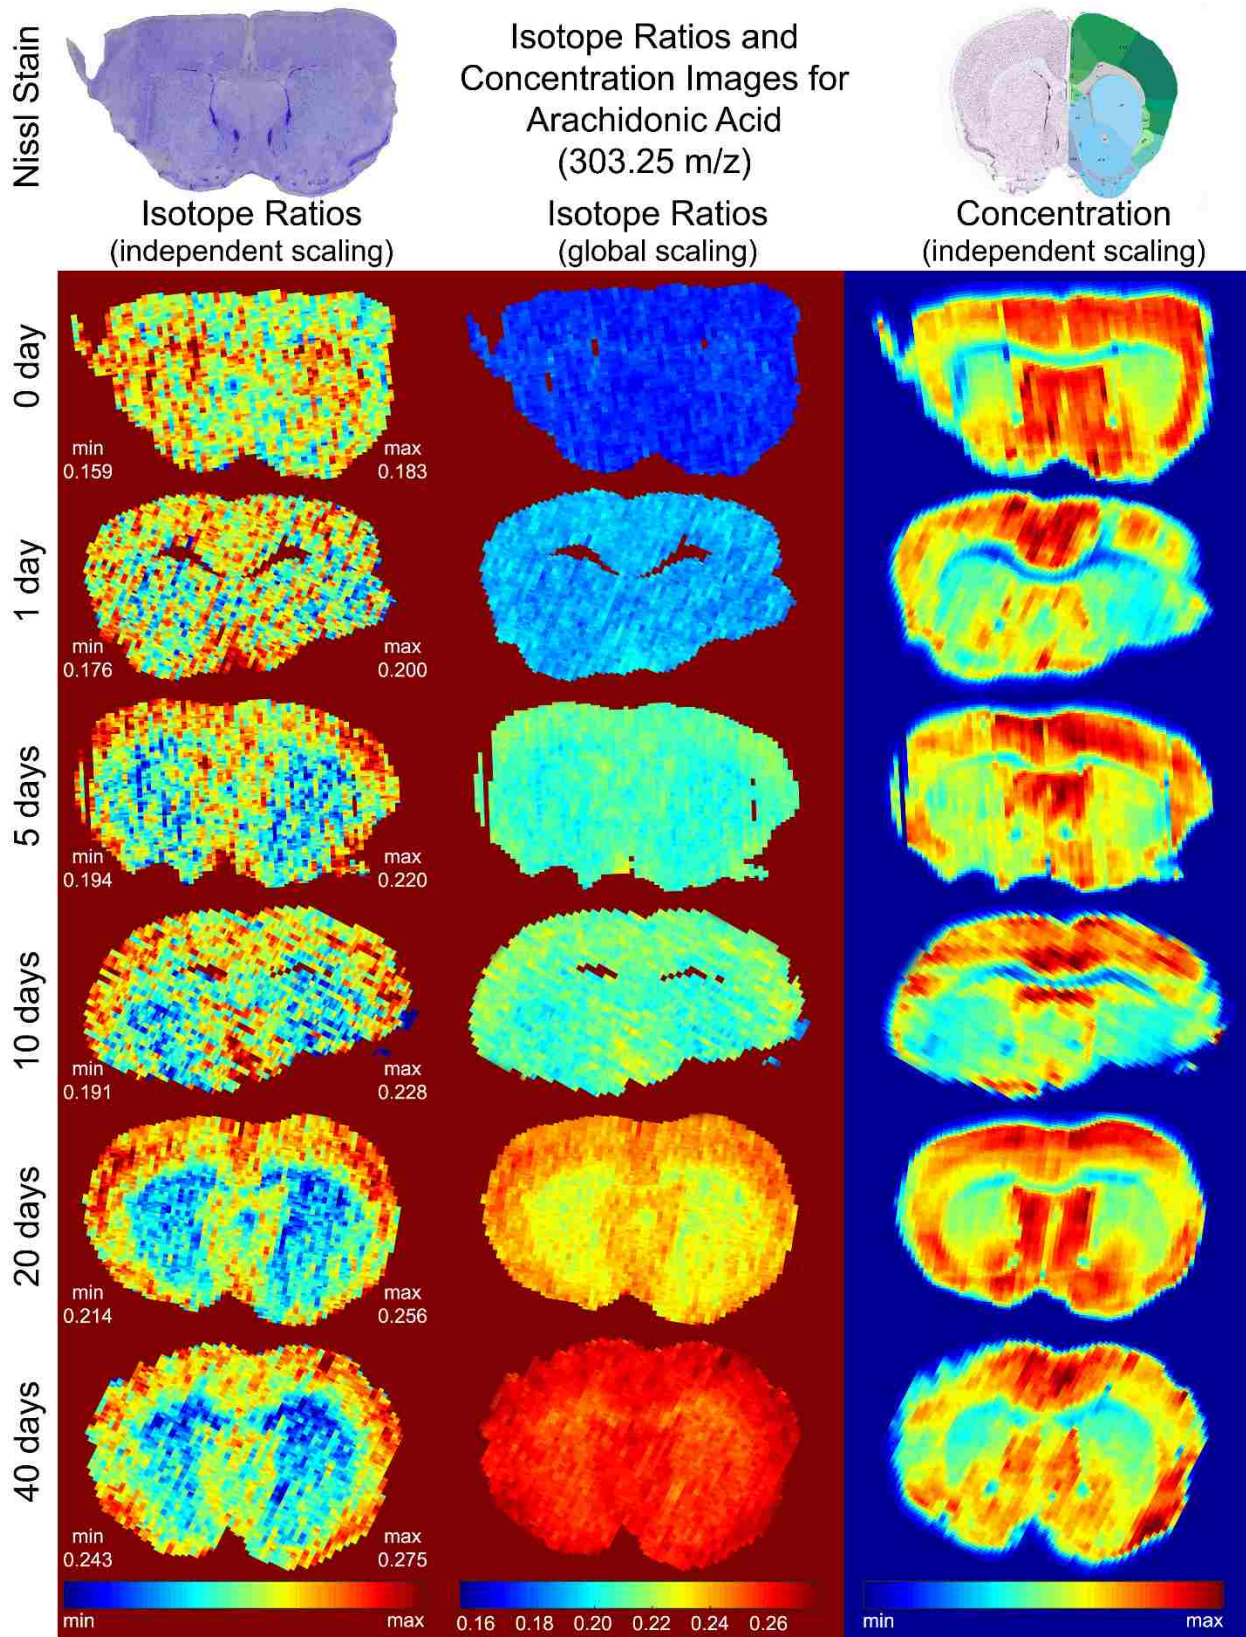 Nissl Stain
Isotope Ratios and
Concentration Images for
Arachidonic Acid
(303.25 m/z)
Isotope Ratios
(independent scaling)
Isotope Ratios
(global scaling)
Concentration
(independent scaling)
0 day
min
0.159
max
0.183
1 day
min
0.176
max
0.200
5 days
min
0.194
max
0.220
10 days
min
0.191
max
0.228
20 days
min
0.214
max
0.256
40 days
min
0.243
max
0.275
min
max
0.16 0.18 0.20 0.22 0.24 0.26
min
max